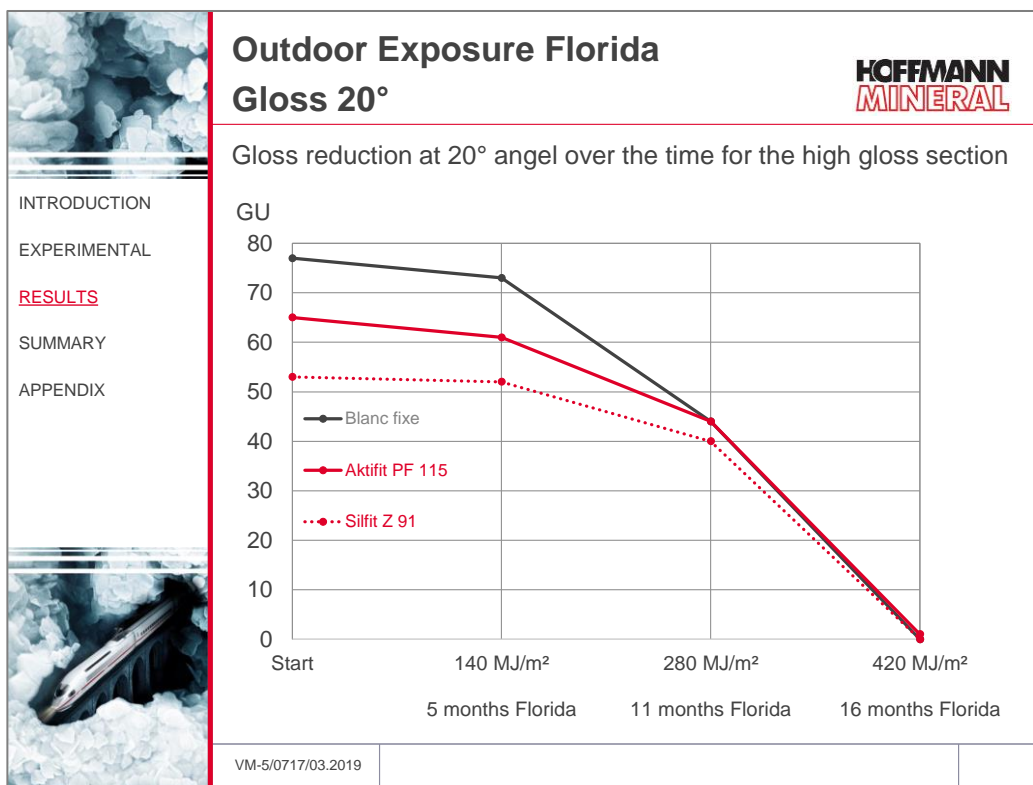 Outdoor Exposure Florida
Gloss 20°
HOFFMANN
MINERAL
Gloss reduction at 20° angel over the time for the high gloss section
INTRODUCTION
EXPERIMENTAL
RESULTS
SUMMARY
APPENDIX
GU
80
70
60
50
40
30
20
10
0
Blanc fixe
Aktifit PF 115
Silfit Z 91
Start
140 MJ/m²
280 MJ/m²
420 MJ/m²
5 months Florida
11 months Florida
16 months Florida
VM-5/0717/03.2019